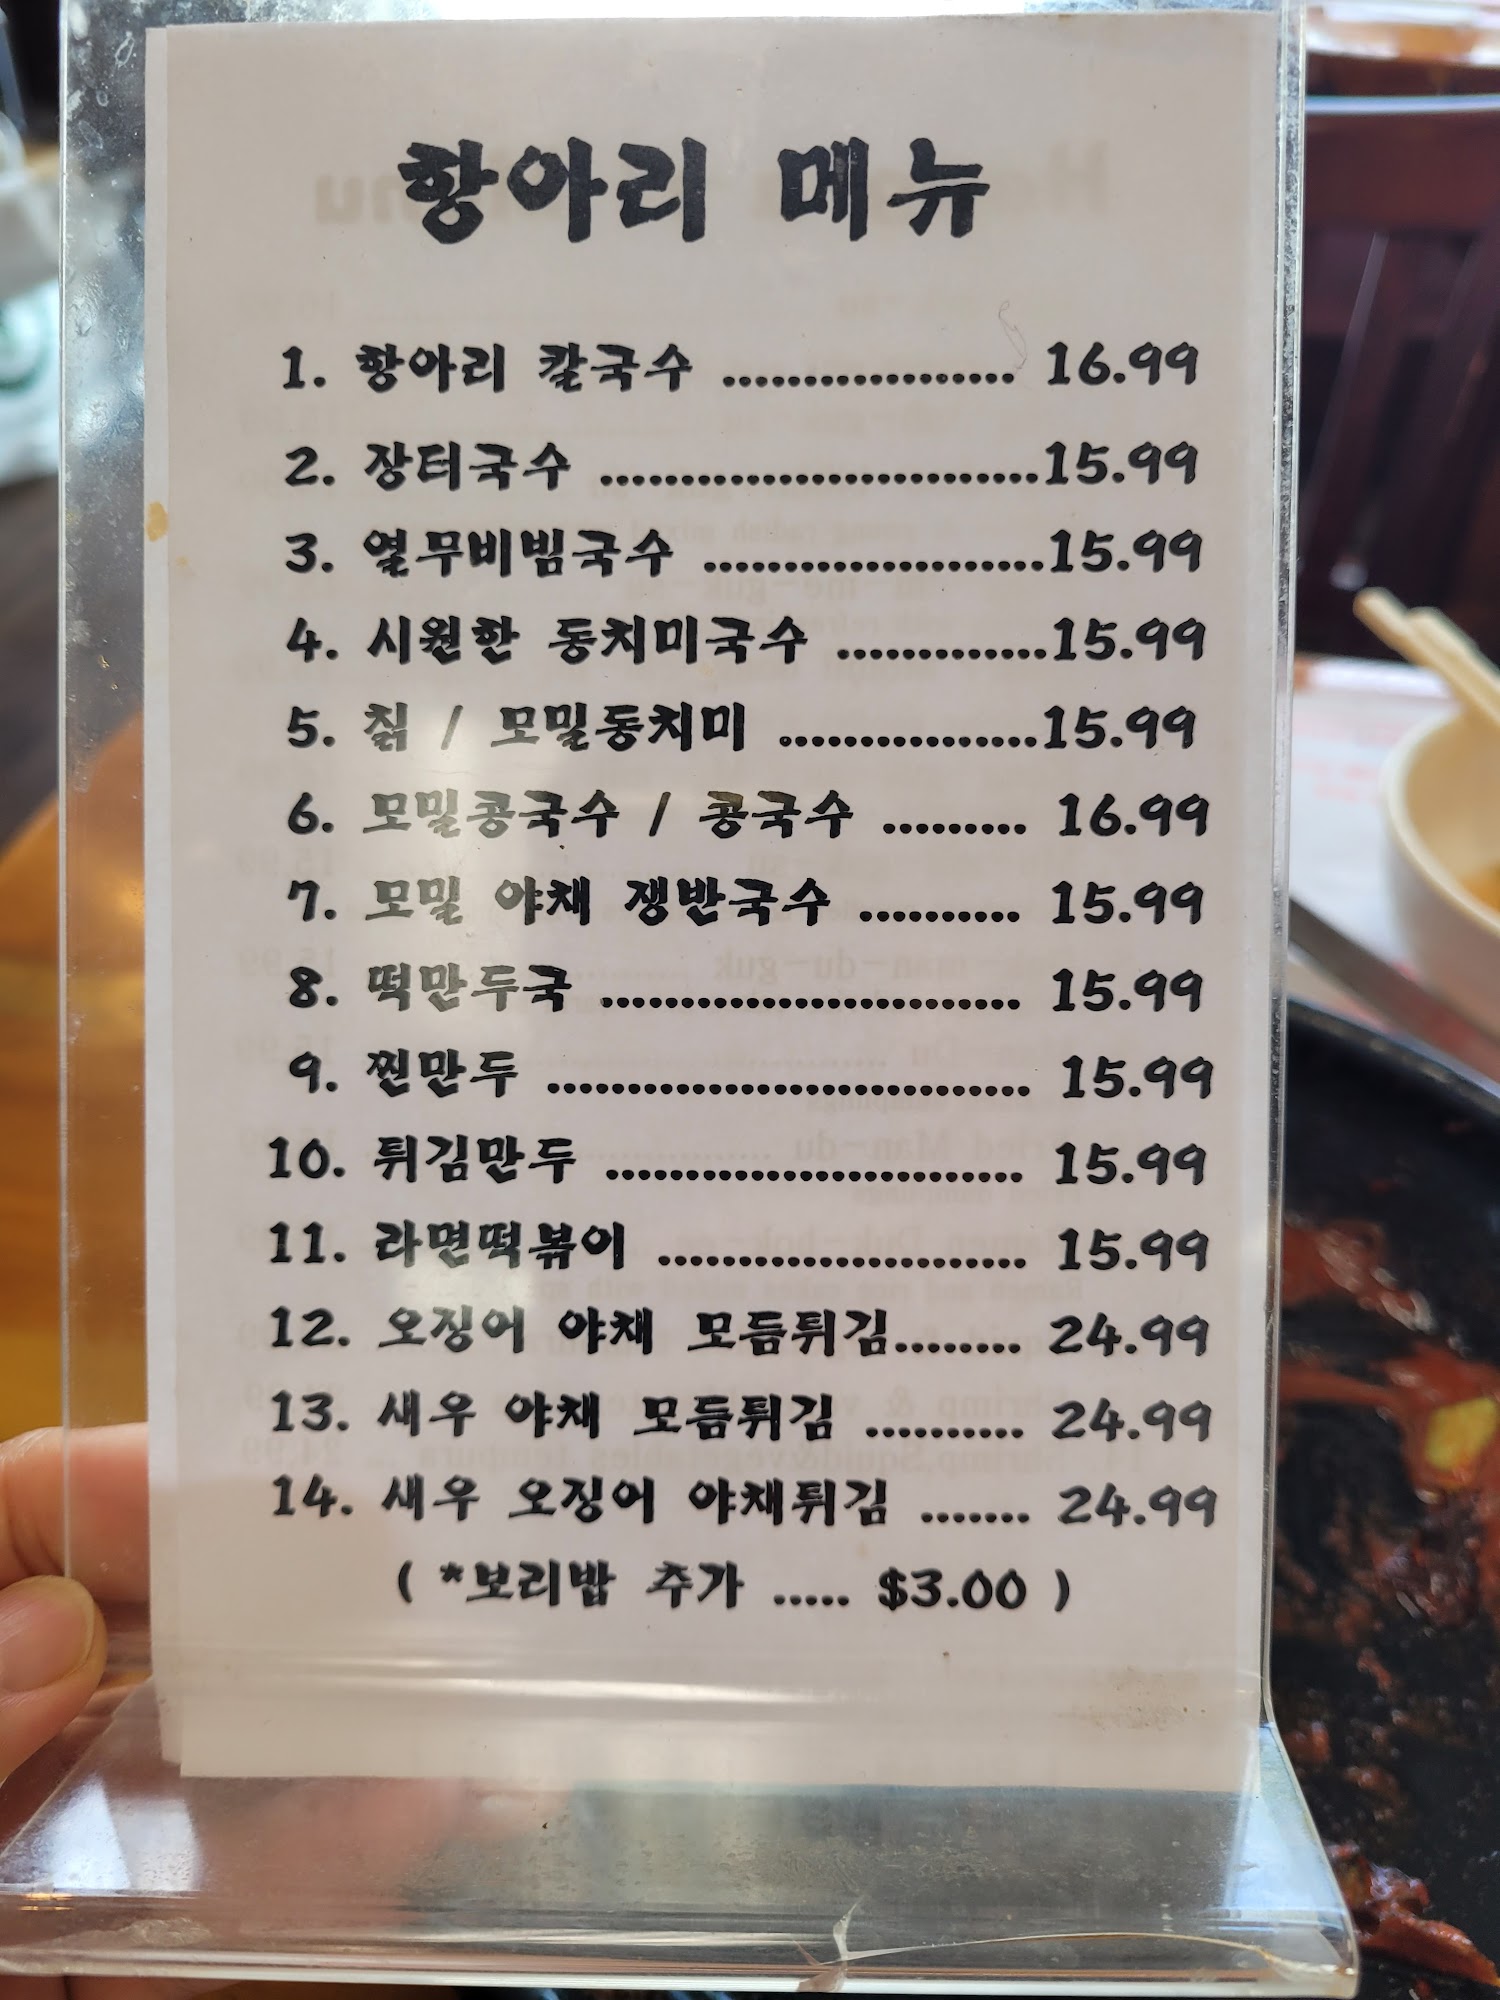 항아리 메뉴
1. 항아리 칼국수 .................. 16.99
2. 장터국수 ...........................15.99
3. 열무비빔국수 .....................15.99
4. 시원한 동치미국수 .............15.99
5. 칡 / 모밀동치미 ................15.99
6. 모밀콩국수 / 콩국수 ......... 16.99
7. 모밀 야채 쟁반국수 .......... 15.99
8. 떡만두국 .......................... 15.99
9. 찐만두 .............................. 15.99
10. 튀김만두 .......................... 15.99
11. 라면떡볶이 ....................... 15.99
12. 오징어 야채 모듬튀김........ 24.99
13. 새우 야채 모듬튀김 .......... 24.99
14. 새우 오징어 야채튀김 ....... 24.99
( *보리밥 추가 ..... $3.00 )